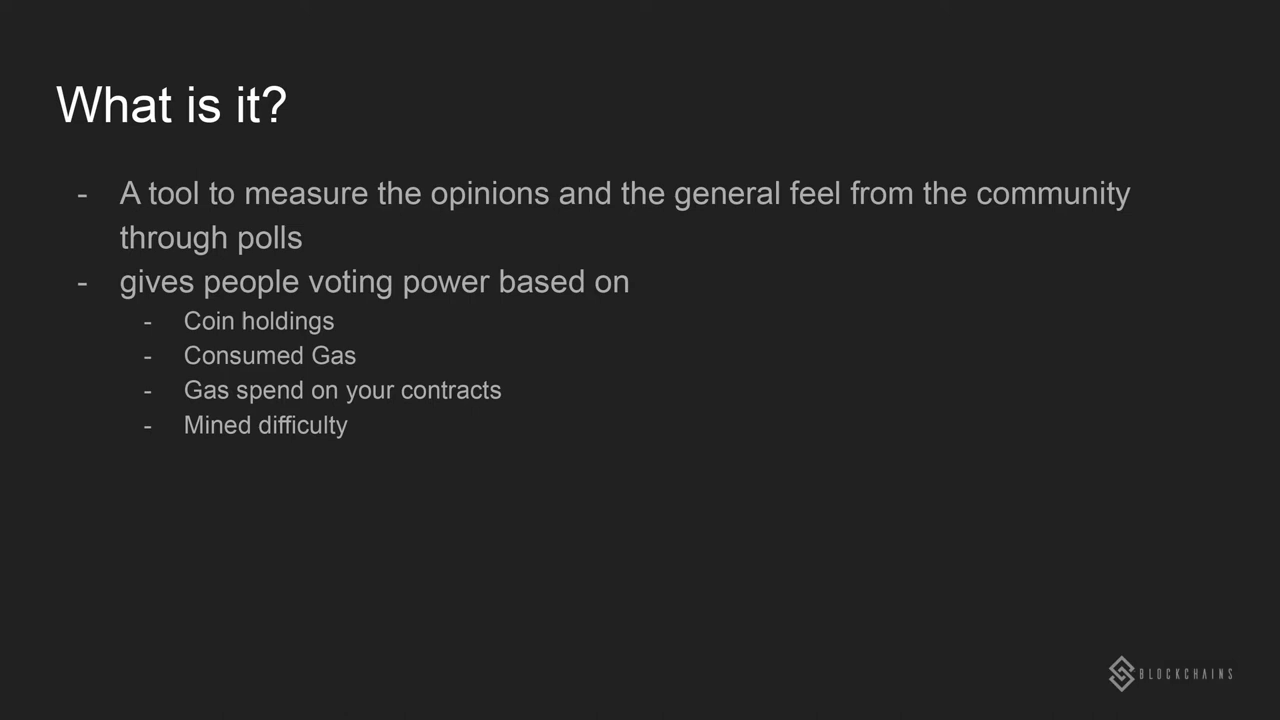 What is it?
- A tool to measure the opinions and the general feel from the community
through polls
- gives people voting power based on
- Coin holdings
- Consumed Gas
- Gas spend on your contracts
- Mined difficulty
BLOCKCHAINS